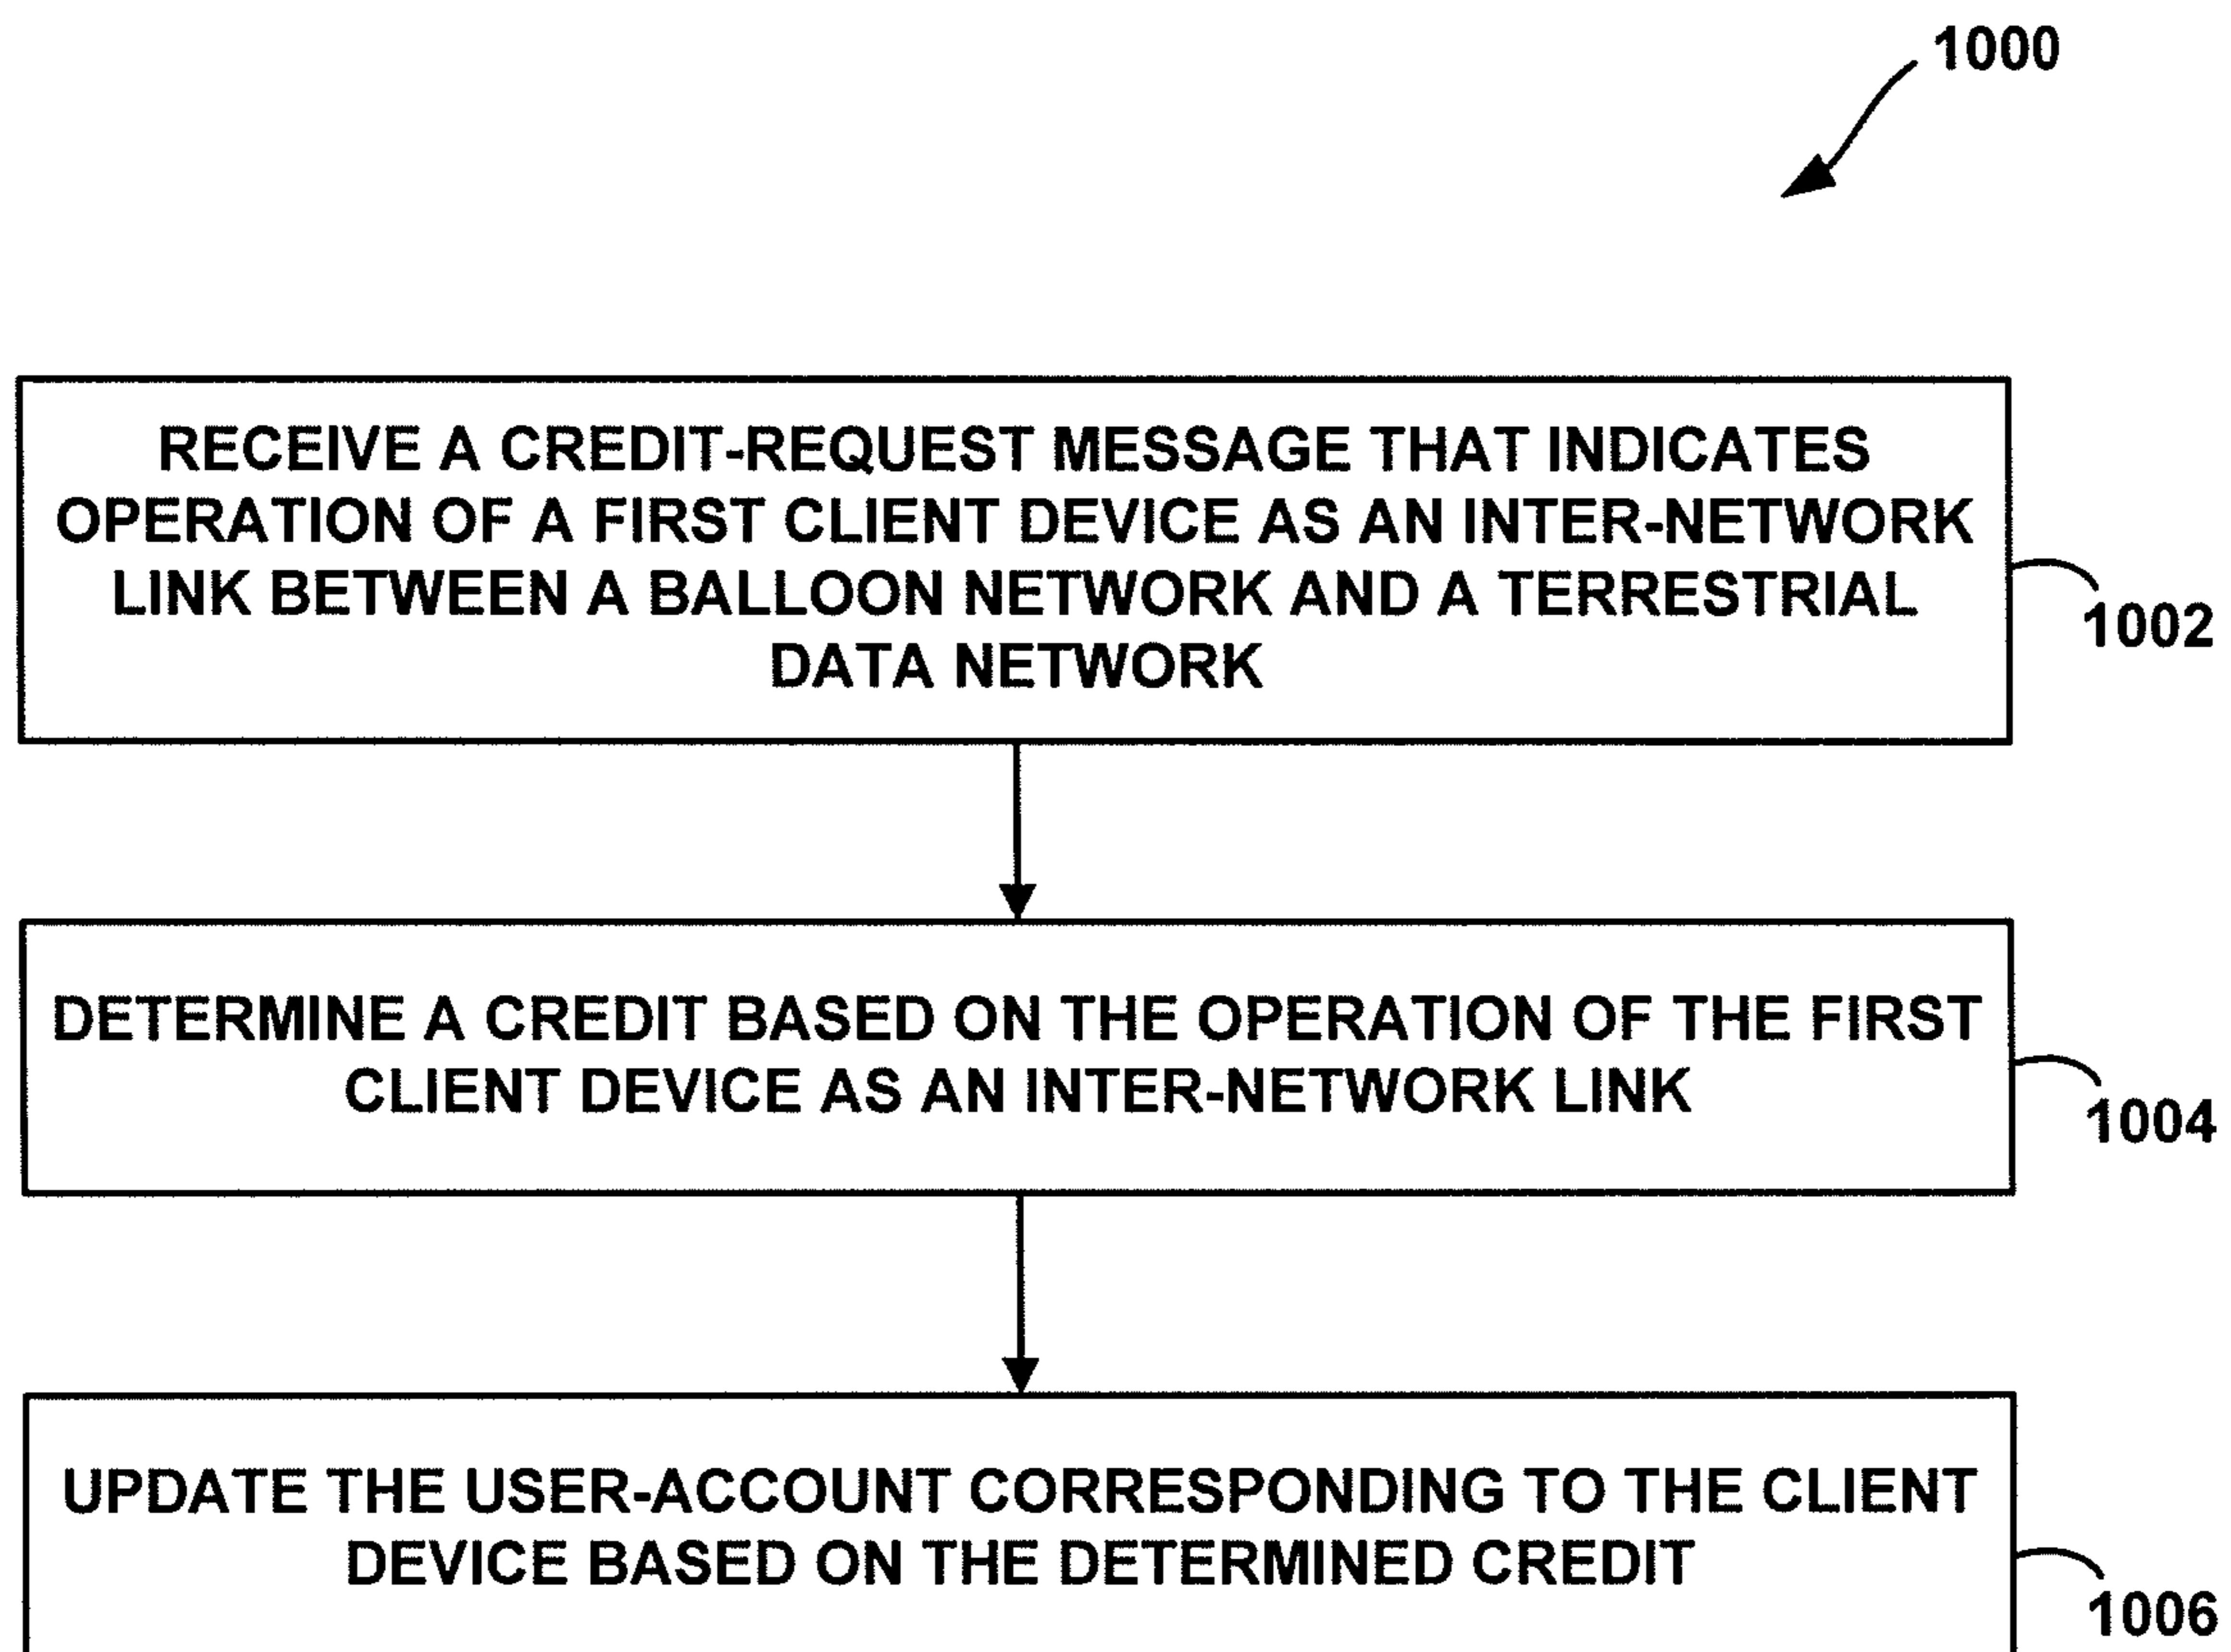 1000
RECEIVE A CREDIT-REQUEST MESSAGE THAT INDICATES
OPERATION OF A FIRST CLIENT DEVICE AS AN INTER-NETWORK
LINK BETWEEN A BALLOON NETWORK AND A TERRESTRIAL
DATA NETWORK
1002
DETERMINE A CREDIT BASED ON THE OPERATION OF THE FIRST
CLIENT DEVICE AS AN INTER-NETWORK LINK
1004
UPDATE THE USER-ACCOUNT CORRESPONDING TO THE CLIENT
DEVICE BASED ON THE DETERMINED CREDIT
1006